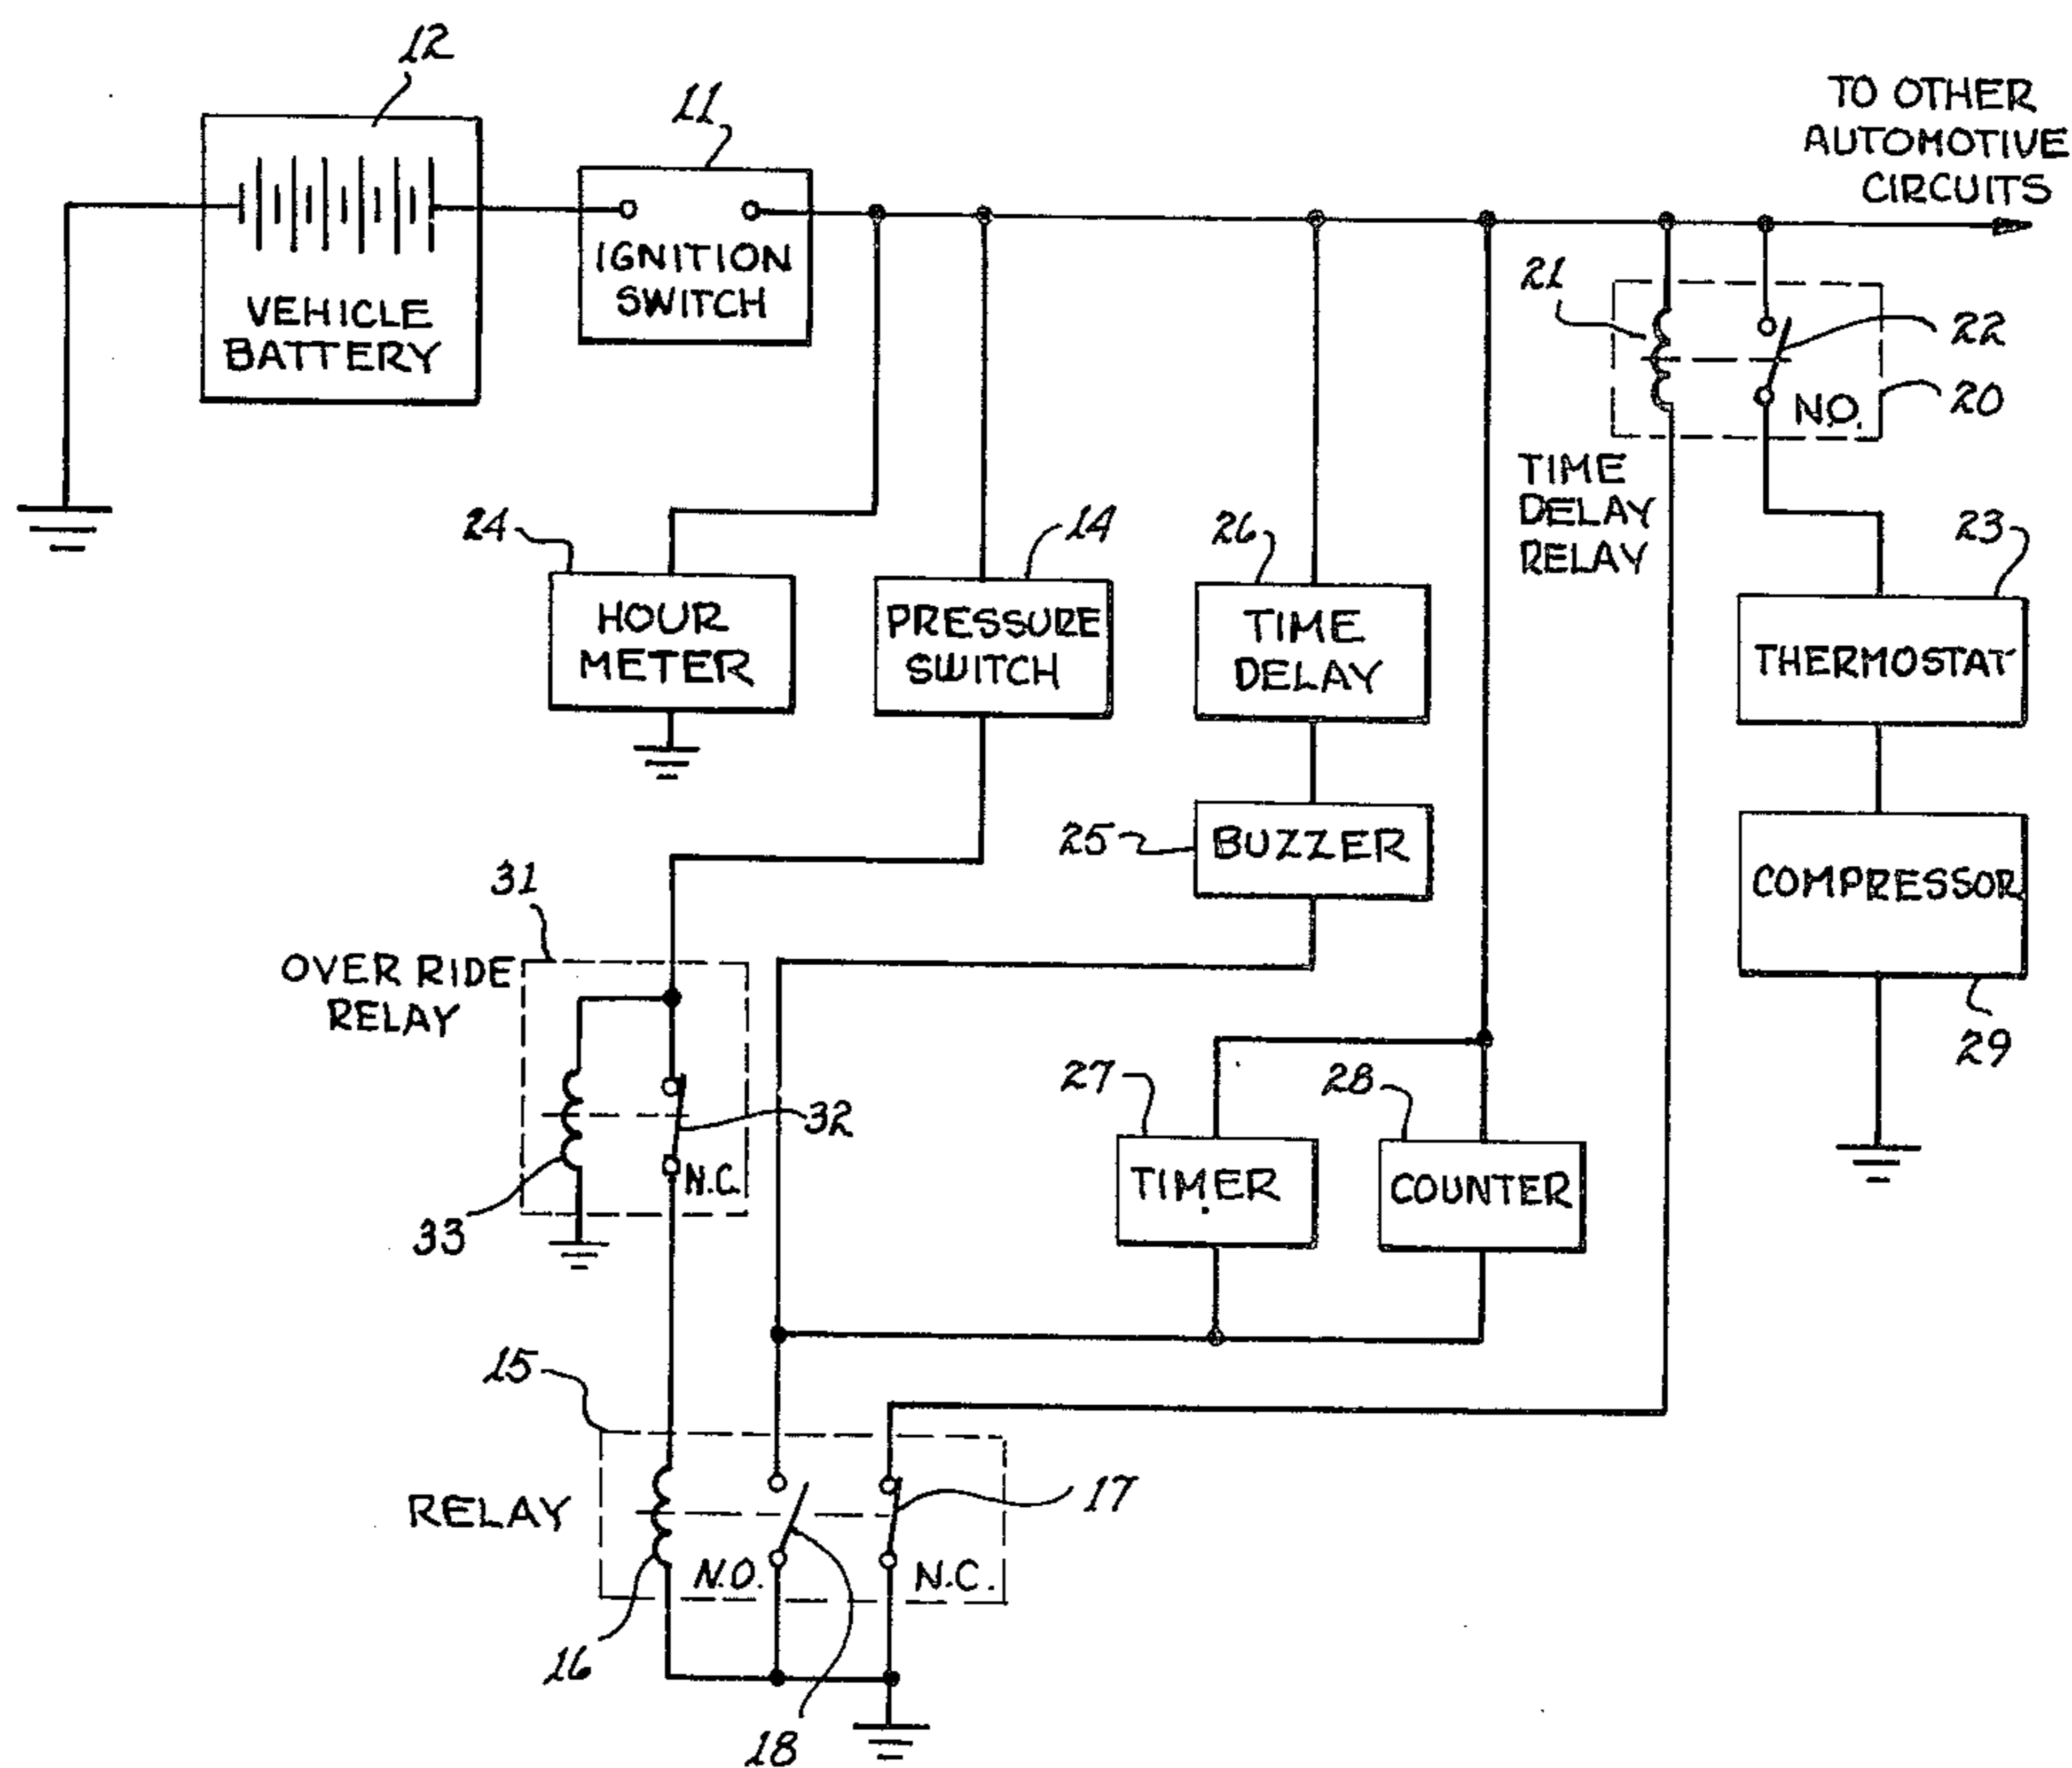 12
11
TO OTHER
AUTOMOTIVE
CIRCUITS
VEHICLE
BATTERY
IGNITION
SWITCH
21
22
N.O.
20
TIME
DELAY
RELAY
24
14
26
23
HOUR
METER
PRESSURE
SWITCH
TIME
DELAY
THERMOSTAT
25
BUZZER
COMPRESSOR
31
OVER RIDE
RELAY
29
27
28
32
N.C.
TIMER
COUNTER
33
15
RELAY
17
N.O.
N.C.
16
18